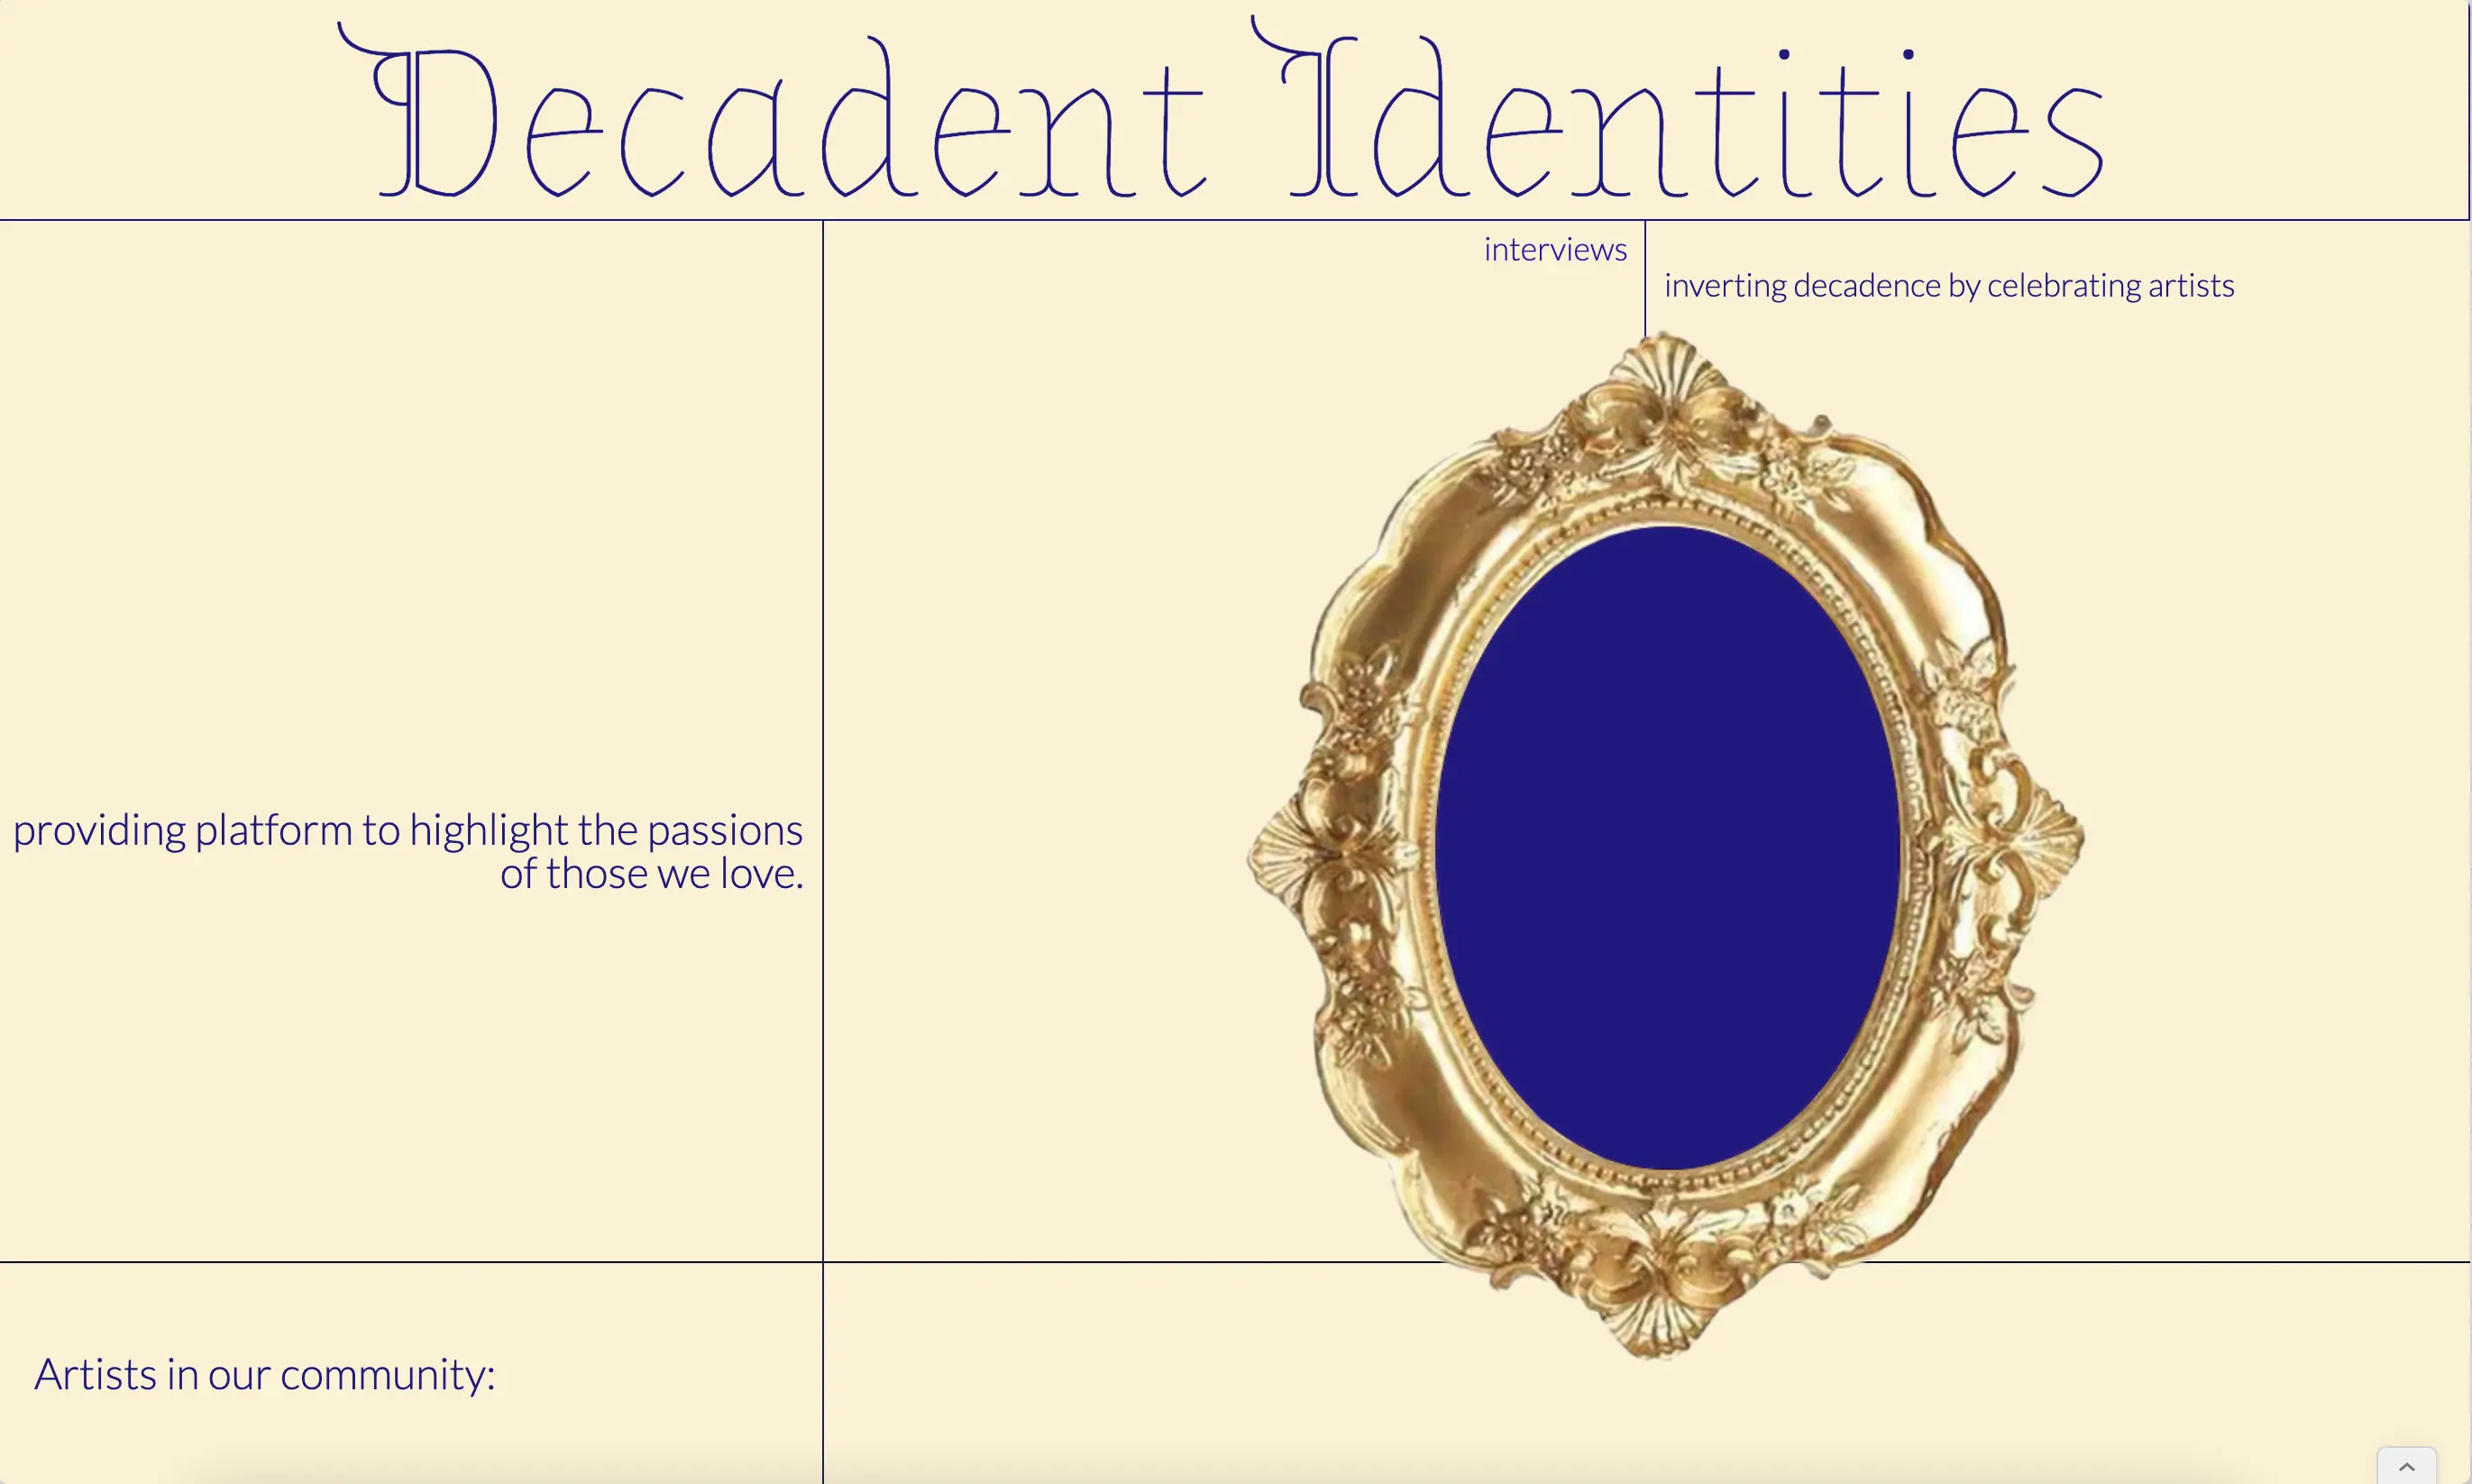 Decadent Identities
interviews
inverting decadence by celebrating artists
providing platform to highlight the passions
of those we love.
Artists in our community: